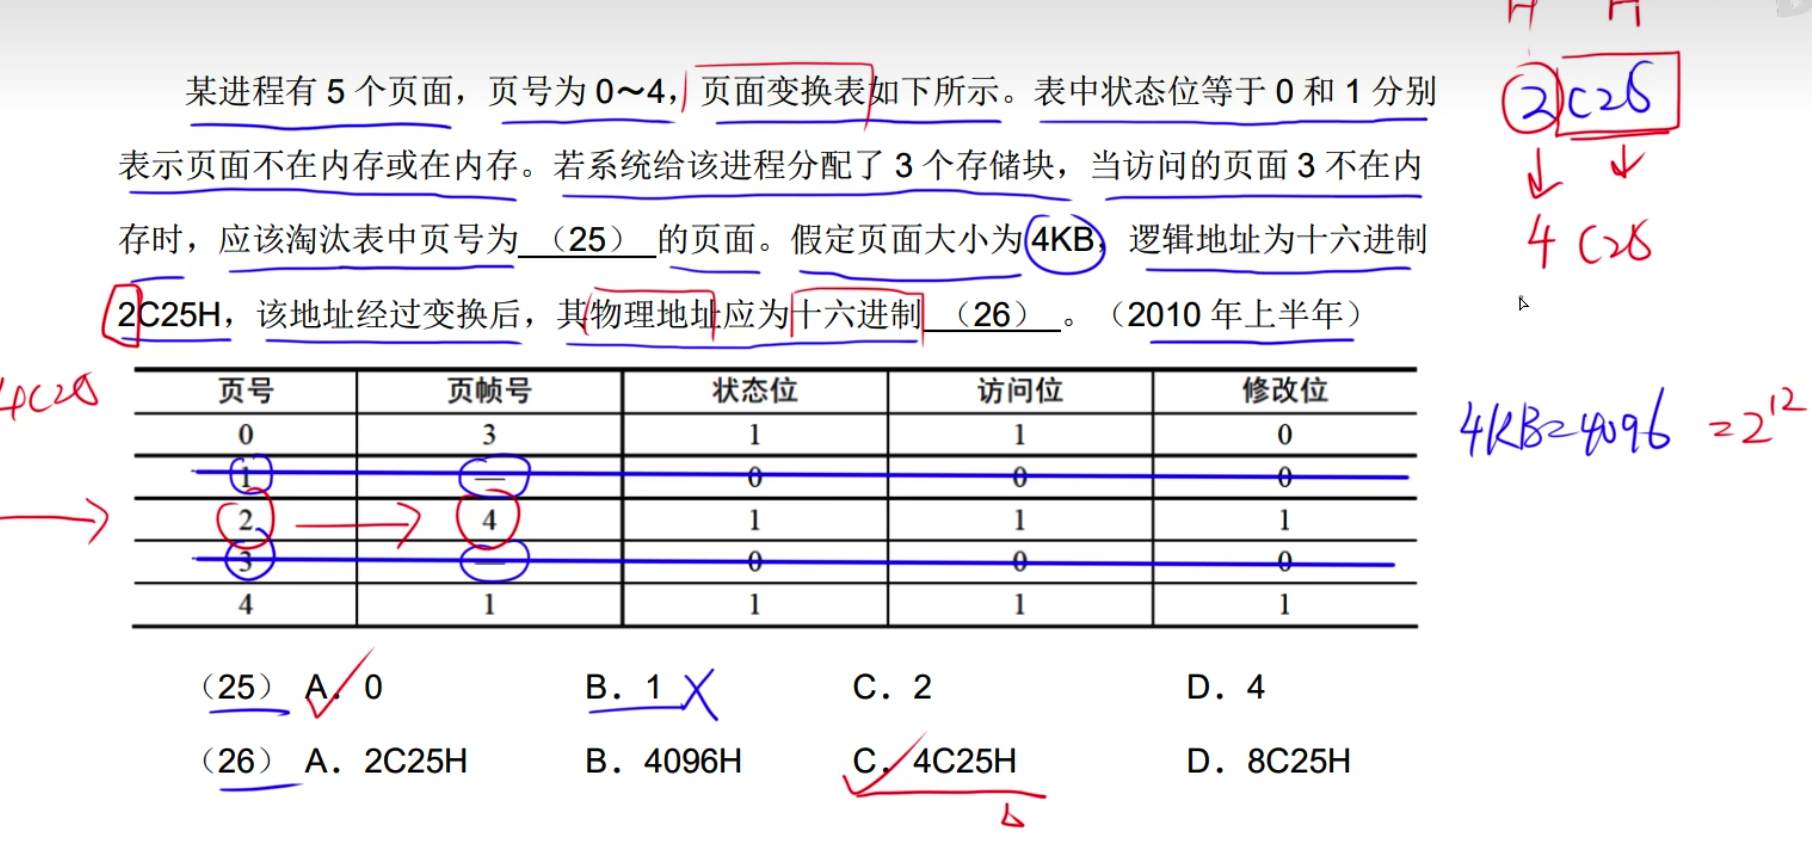 H H
某进程有 5 个页面，页号为 0～4，页面变换表如下所示。表中状态位等于 0 和 1 分别
2C25
表示页面不在内存或在内存。若系统给该进程分配了 3 个存储块，当访问的页面 3 不在内
存时，应该淘汰表中页号为（25）的页面。假定页面大小为 4KB，逻辑地址为十六进制
4C25
2C25H，该地址经过变换后，其物理地址应为十六进制（26）。（2010 年上半年）
4C25
页号 页帧号 状态位 访问位 修改位
0 3 1 1 0
4KB=4096 =2^12
1 — 0 0 0
2 4 1 1 1
3 — 0 0 0
4 1 1 1 1
（25） A. 0 B. 1 C. 2 D. 4
（26） A. 2C25H B. 4096H C. 4C25H D. 8C25H